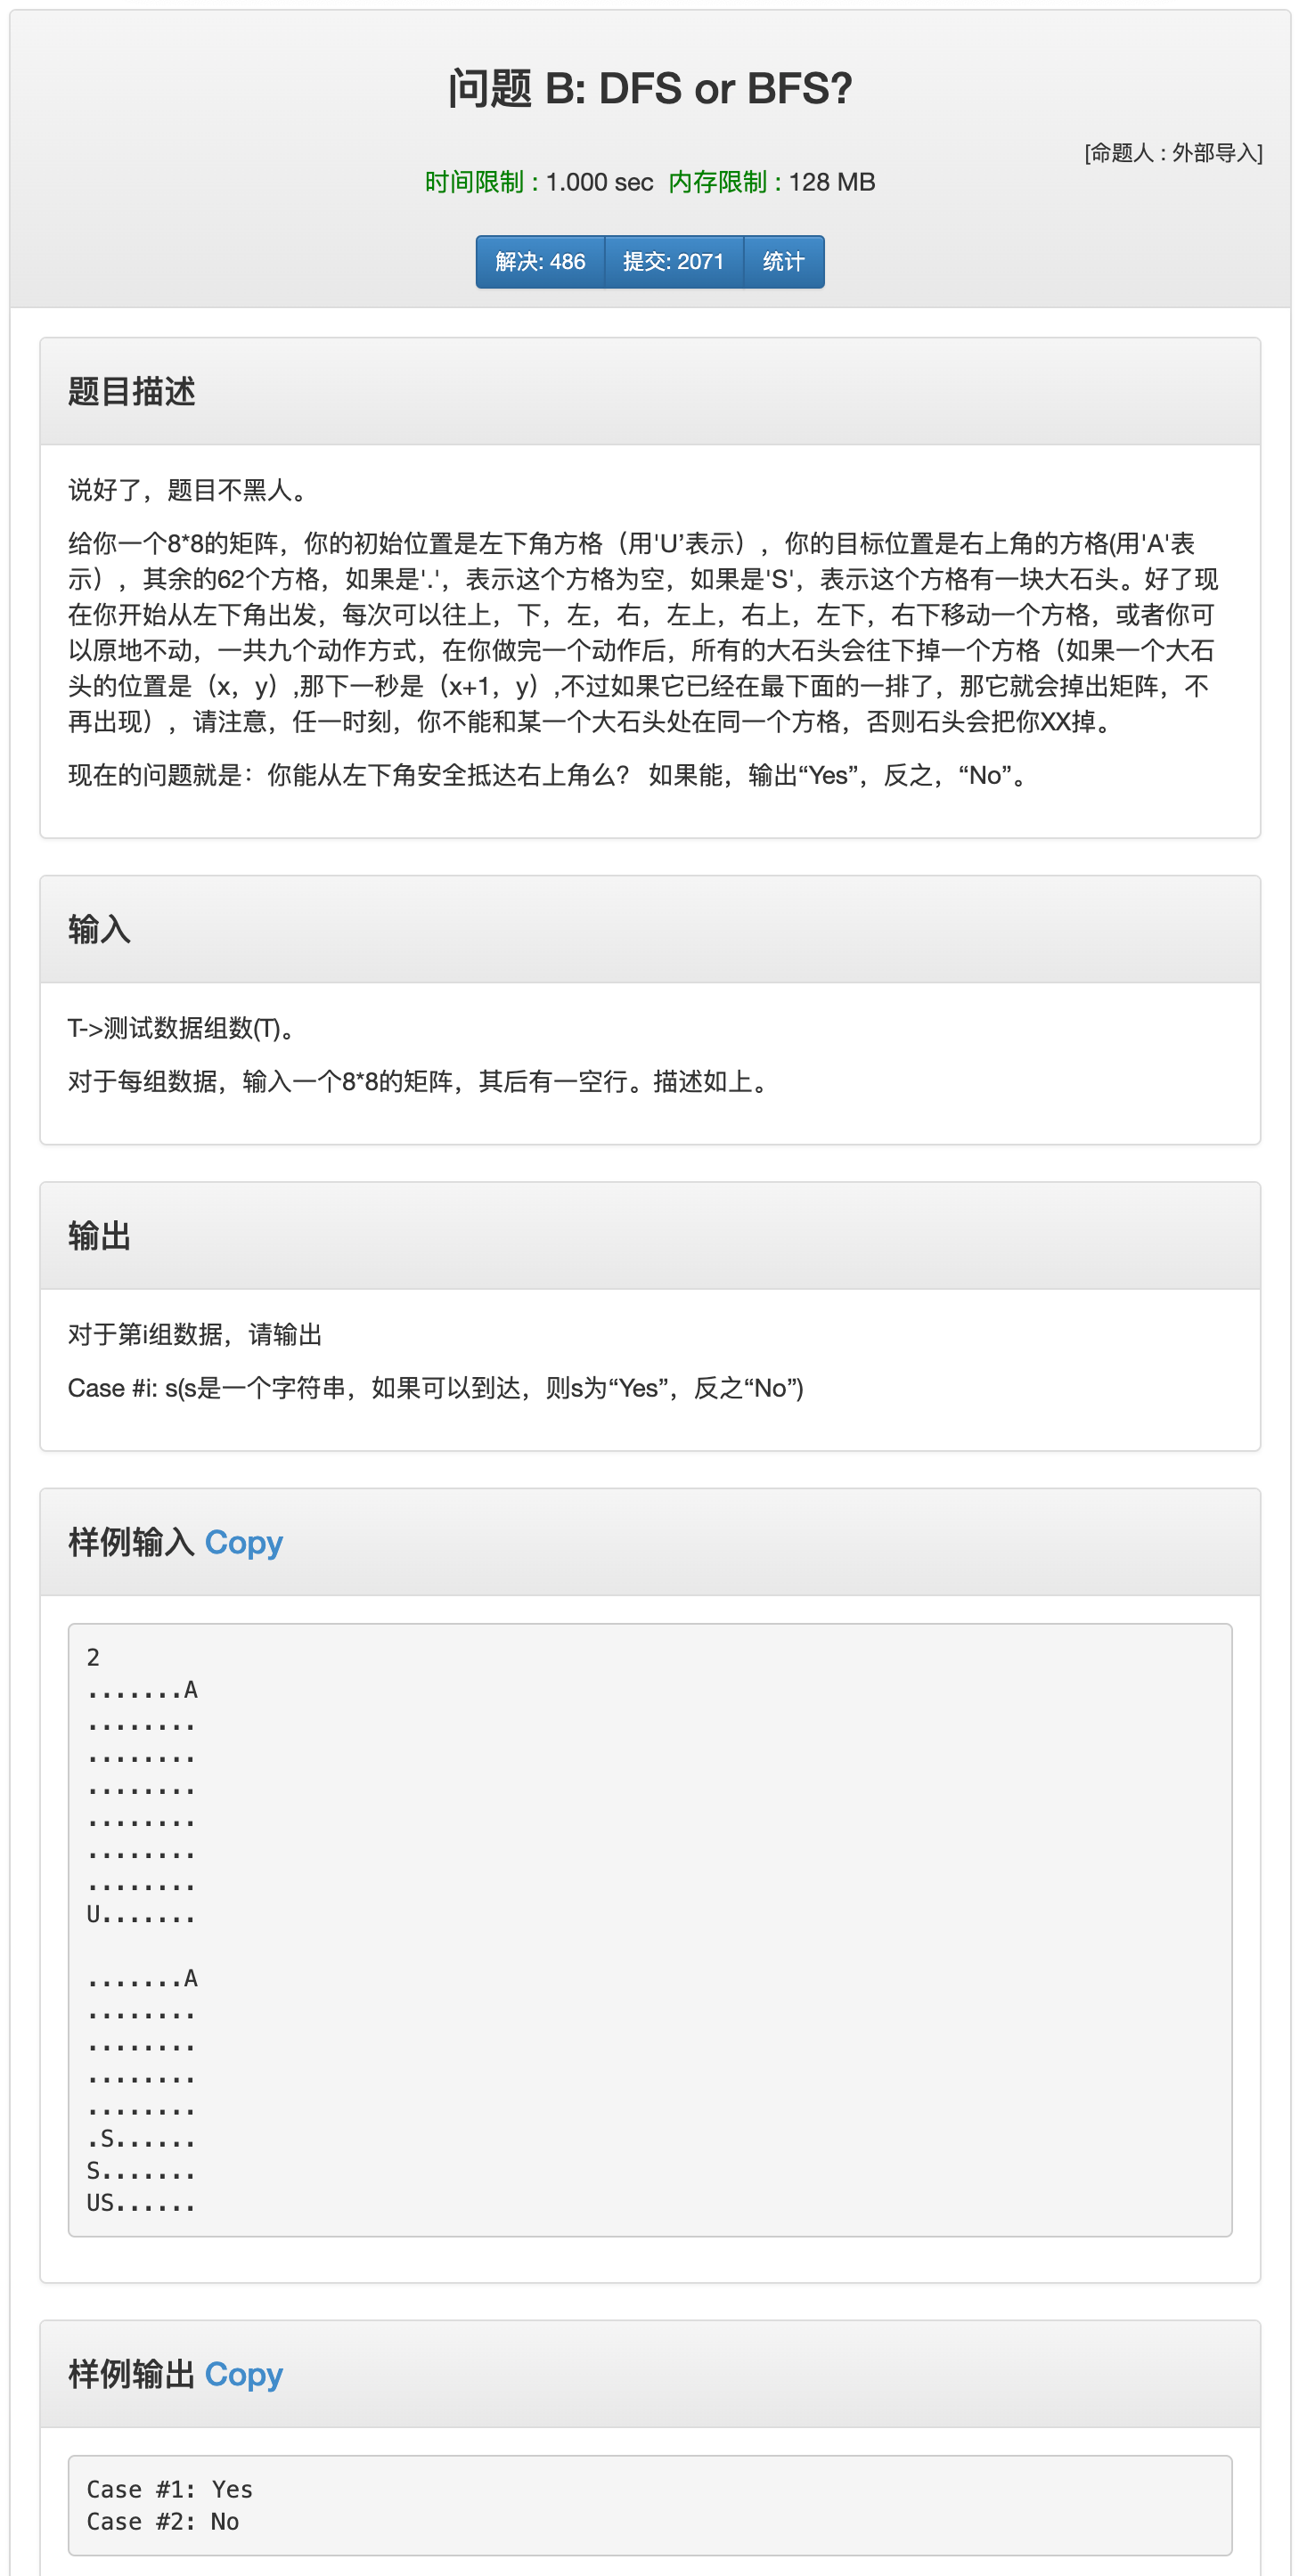 问题 B: DFS or BFS?
[命题人 : 外部导入]
时间限制 : 1.000 sec 内存限制 : 128 MB
解决: 486 提交: 2071 统计
题目描述
说好了，题目不黑人。
给你一个8*8的矩阵，你的初始位置是左下角方格（用'U’表示），你的目标位置是右上角的方格(用'A'表
示），其余的62个方格，如果是'.'，表示这个方格为空，如果是'S'，表示这个方格有一块大石头。好了现
在你开始从左下角出发，每次可以往上，下，左，右，左上，右上，左下，右下移动一个方格，或者你可
以原地不动，一共九个动作方式，在你做完一个动作后，所有的大石头会往下掉一个方格（如果一个大石
头的位置是（x，y）,那下一秒是（x+1，y）,不过如果它已经在最下面的一排了，那它就会掉出矩阵，不
再出现），请注意，任一时刻，你不能和某一个大石头处在同一个方格，否则石头会把你XX掉。
现在的问题就是：你能从左下角安全抵达右上角么？ 如果能，输出“Yes”，反之，“No”。
输入
T->测试数据组数(T)。
对于每组数据，输入一个8*8的矩阵，其后有一空行。描述如上。
输出
对于第i组数据，请输出
Case #i: s(s是一个字符串，如果可以到达，则s为“Yes”，反之“No”)
样例输入 Copy
2
.......A
........
........
........
........
........
........
U.......
.......A
........
........
........
........
.S......
S.......
US......
样例输出 Copy
Case #1: Yes
Case #2: No